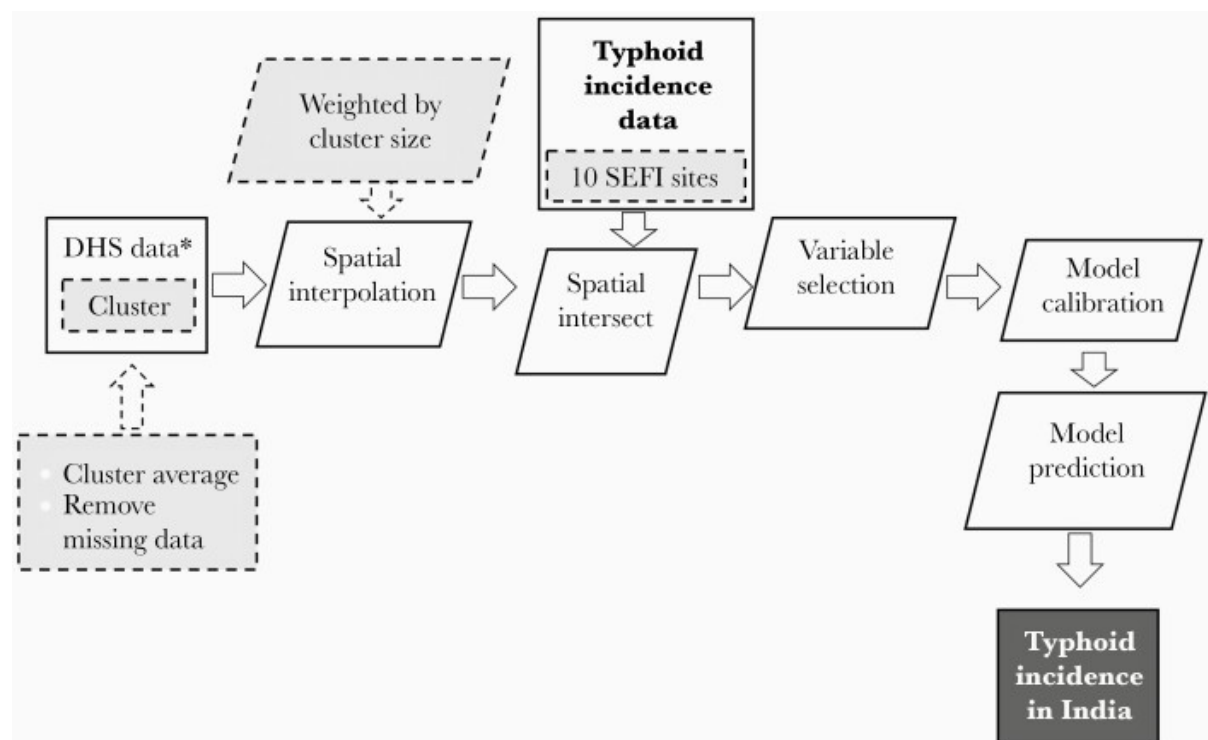 Weighted by
cluster size
Typhoid
incidence
data
10 SEFI sites
DHS data*
Cluster
Spatial
interpolation
Spatial
intersect
Variable
selection
Model
calibration
• Cluster average
• Remove
missing data
Model
prediction
Typhoid
incidence
in India